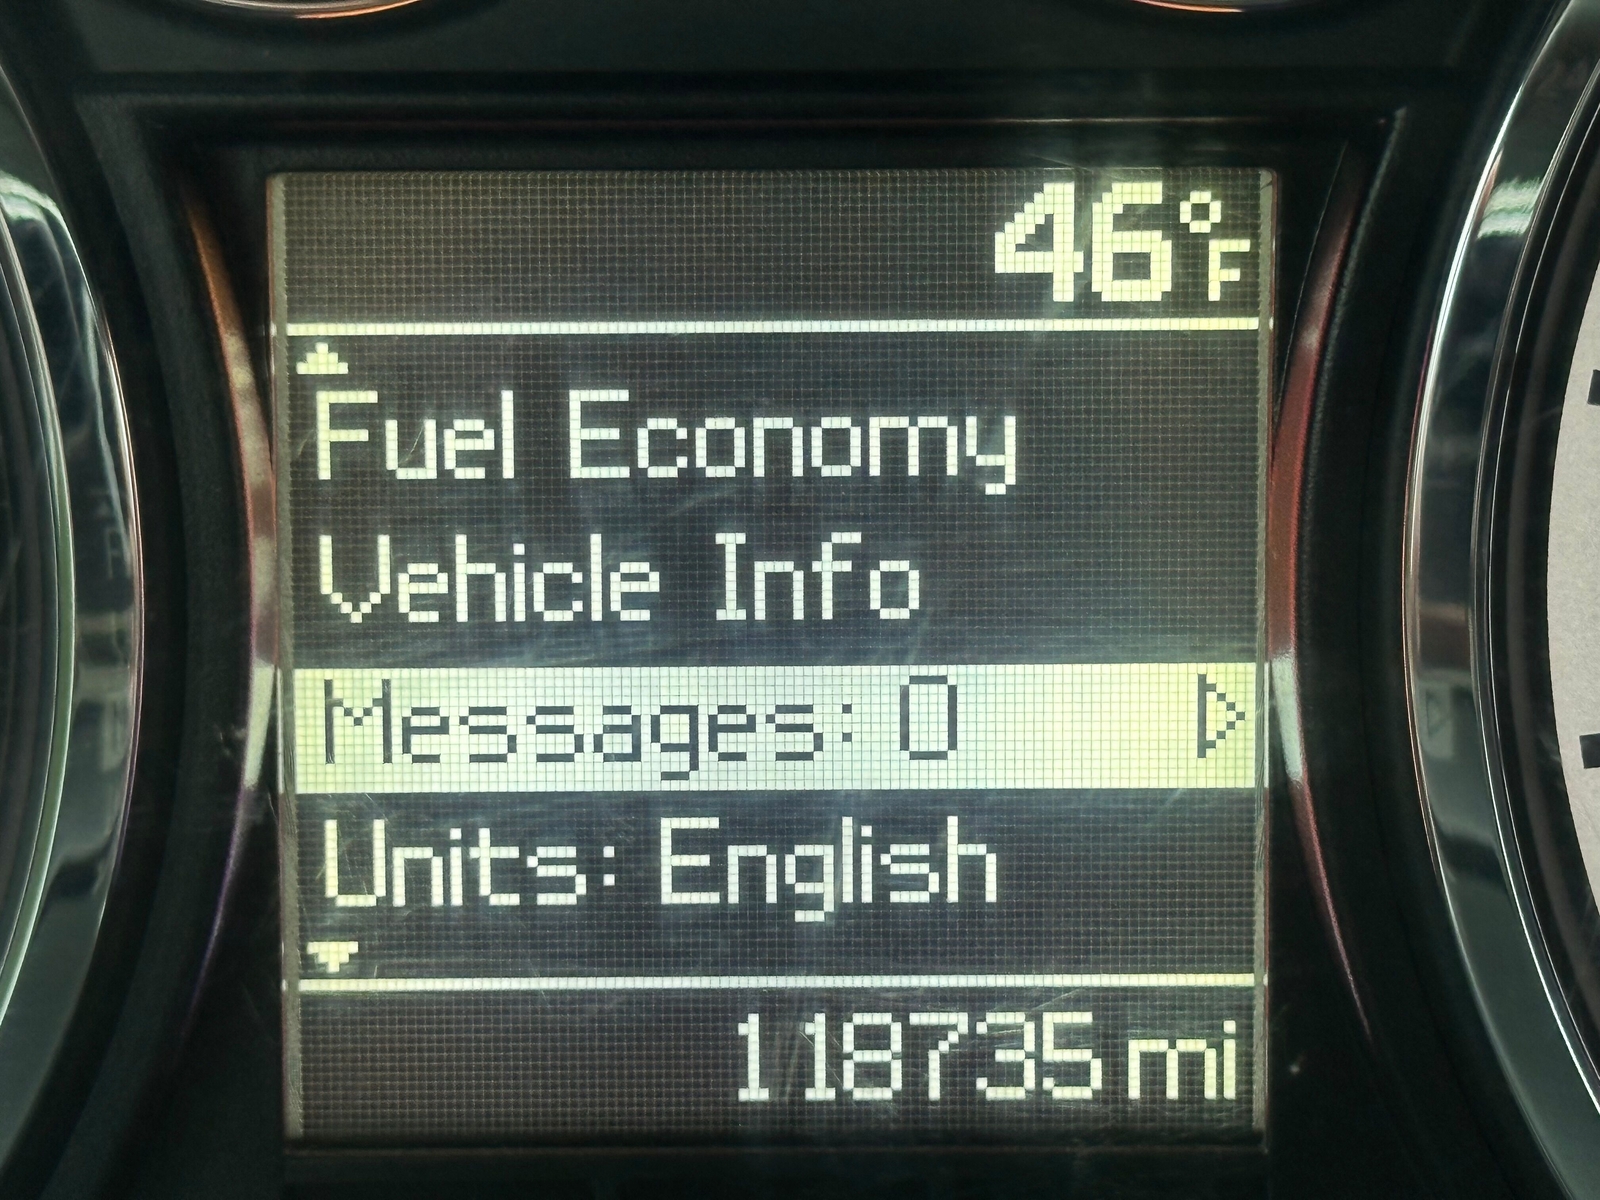 46°F
Fuel Economy
Vehicle Info
Messages: 0
Units: English
118735 mi